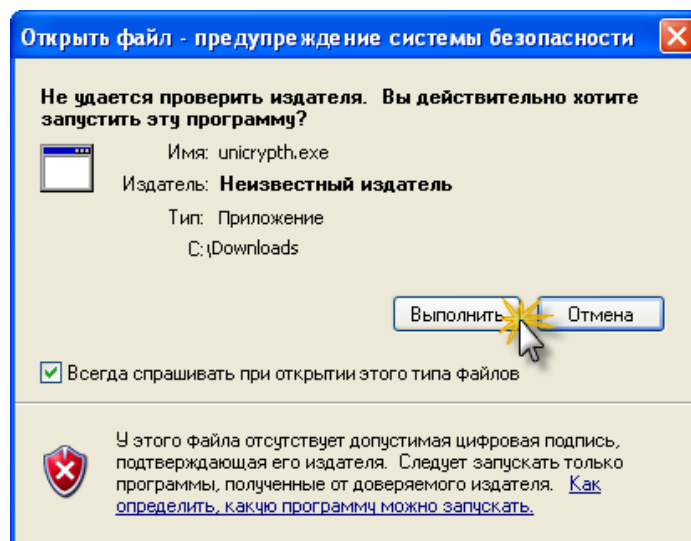 Открыть файл - предупреждение системы безопасности
Не удается проверить издателя. Вы действительно хотите
запустить эту программу?
Имя: unicrypth.exe
Издатель: Неизвестный издатель
Тип: Приложение
C:\Downloads
Выполнить Отмена
Всегда спрашивать при открытии этого типа файлов
У этого файла отсутствует допустимая цифровая подпись,
подтверждающая его издателя. Следует запускать только
программы, полученные от доверяемого издателя. Как
определить, какую программу можно запускать.